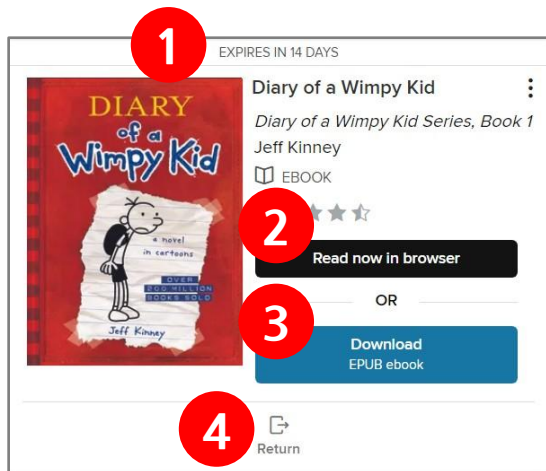 1
EXPIRES IN 14 DAYS
DIARY
of a
Wimpy Kid
a novel
in cartoons
OVER
200 MILLION
BOOKS SOLD
Jeff Kinney
Diary of a Wimpy Kid
Diary of a Wimpy Kid Series, Book 1
Jeff Kinney
EBOOK
2
Read now in browser
OR
3
Download
EPUB ebook
4
Return